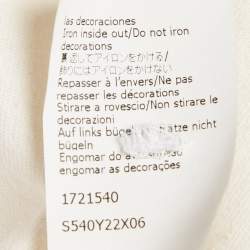 las decoraciones
Iron inside out/Do not iron
decorations
裏返してアイロンをかける/
飾りにはアイロンをかけない
Repasser à l'envers/Ne pas
repasser les décorations
Stirare a rovescio/Non stirare le
decorazioni
Auf links büge nicht
bügeln
Engomar do
engomar as decorações
1721540
S540Y22X06